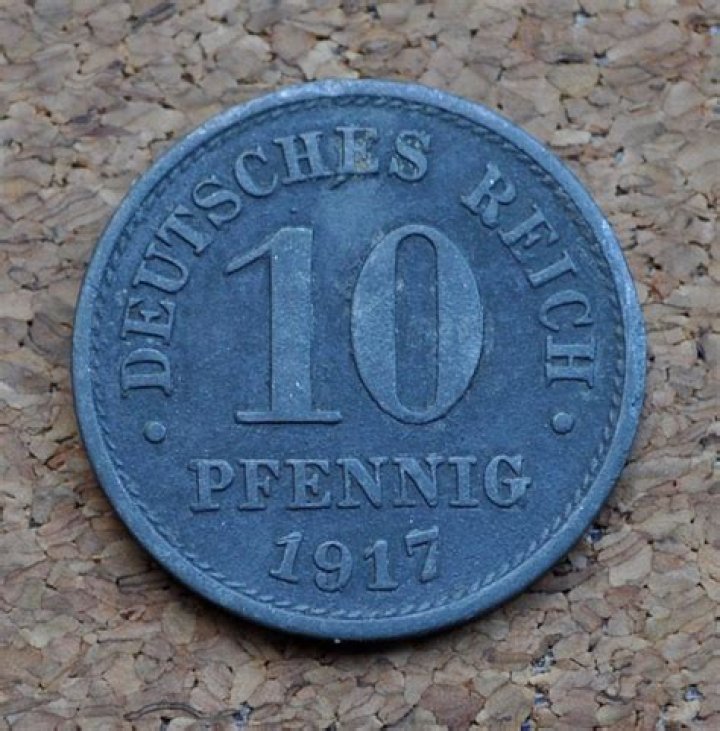 DEUTSCHES REICH
10
PFENNIG
1917